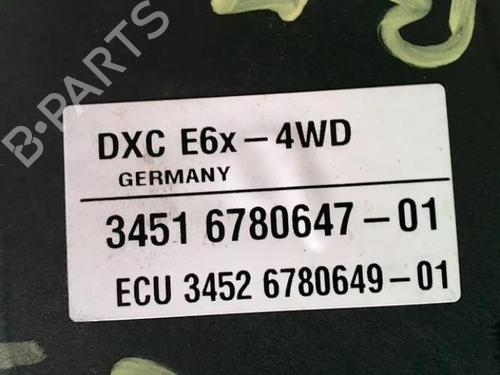 B-PARTS
DXC E6x-4WD
GERMANY
3451 6780647-01
ECU 3452 6780649-01